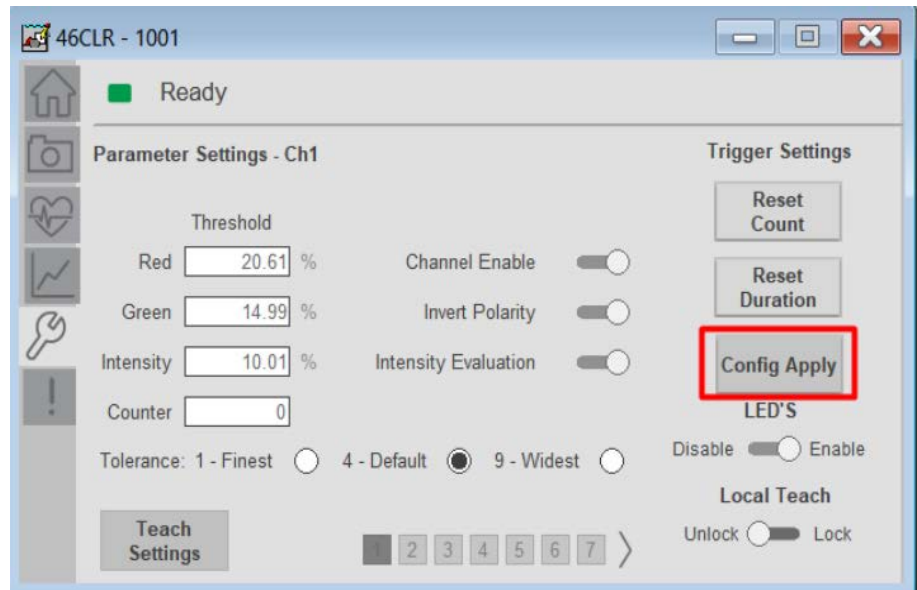 46CLR - 1001
Ready
Parameter Settings - Ch1
Trigger Settings
Threshold
Reset
Count
Red 20.61 % Channel Enable
Reset
Duration
Green 14.99 % Invert Polarity
Intensity 10.01 % Intensity Evaluation
Config Apply
Counter 0
LED'S
Disable Enable
Tolerance: 1 - Finest 4 - Default 9 - Widest
Local Teach
Unlock Lock
Teach
Settings
1 2 3 4 5 6 7